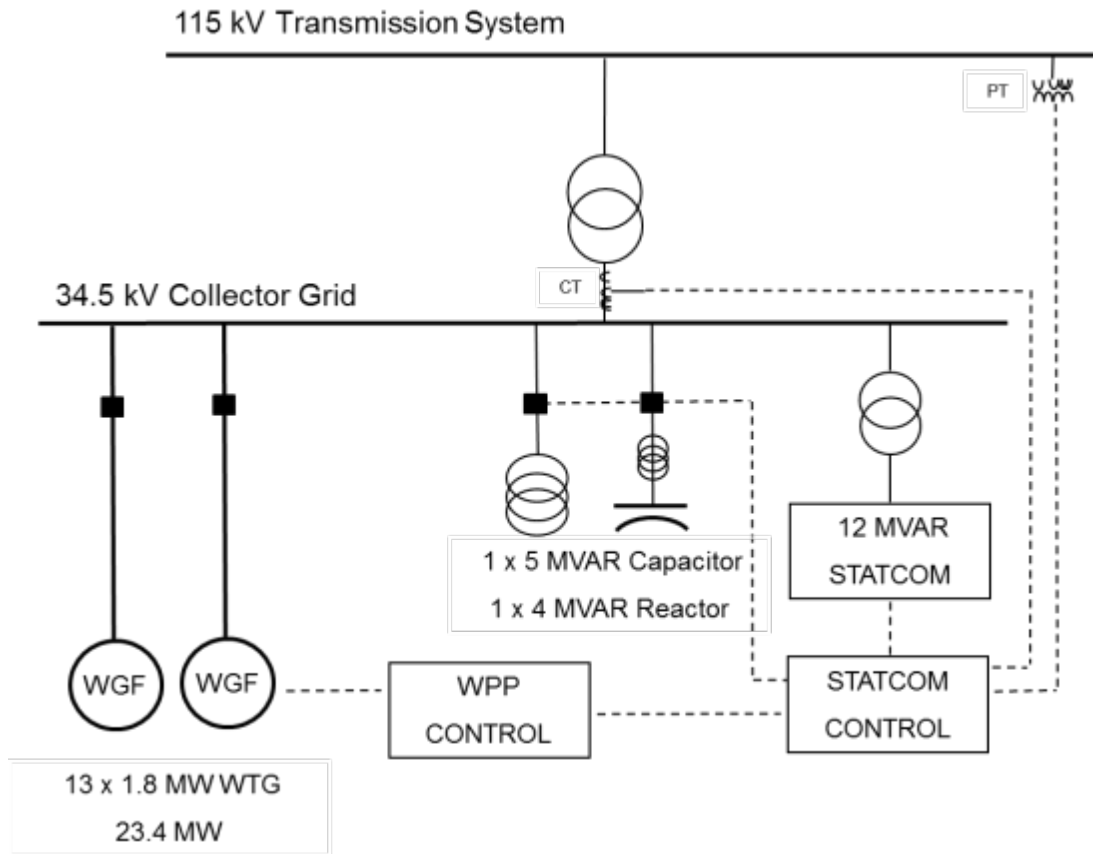 115 kV Transmission System
PT
CT
34.5 kV Collector Grid
1 x 5 MVAR Capacitor
1 x 4 MVAR Reactor
12 MVAR
STATCOM
WGF
WGF
WPP
CONTROL
STATCOM
CONTROL
13 x 1.8 MW WTG
23.4 MW